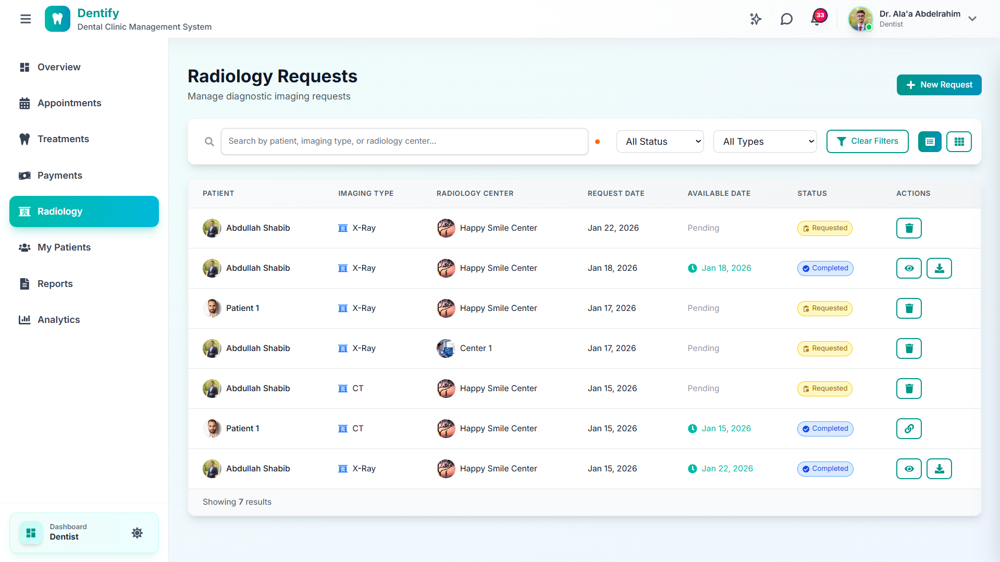 Dentify
Dental Clinic Management System
33
Dr. Ala'a Abdelrahim
Dentist
Overview
Appointments
Treatments
Payments
Radiology
My Patients
Reports
Analytics
Dashboard
Dentist
Radiology Requests
Manage diagnostic imaging requests
New Request
Search by patient, imaging type, or radiology center...
All Status
All Types
Clear Filters
PATIENT IMAGING TYPE RADIOLOGY CENTER REQUEST DATE AVAILABLE DATE STATUS ACTIONS
Abdullah Shabib X-Ray Happy Smile Center Jan 22, 2026 Pending Requested
Abdullah Shabib X-Ray Happy Smile Center Jan 18, 2026 Jan 18, 2026 Completed
Patient 1 X-Ray Happy Smile Center Jan 17, 2026 Pending Requested
Abdullah Shabib X-Ray Center 1 Jan 17, 2026 Pending Requested
Abdullah Shabib CT Happy Smile Center Jan 15, 2026 Pending Requested
Patient 1 CT Happy Smile Center Jan 15, 2026 Jan 15, 2026 Completed
Abdullah Shabib X-Ray Happy Smile Center Jan 15, 2026 Jan 22, 2026 Completed
Showing 7 results